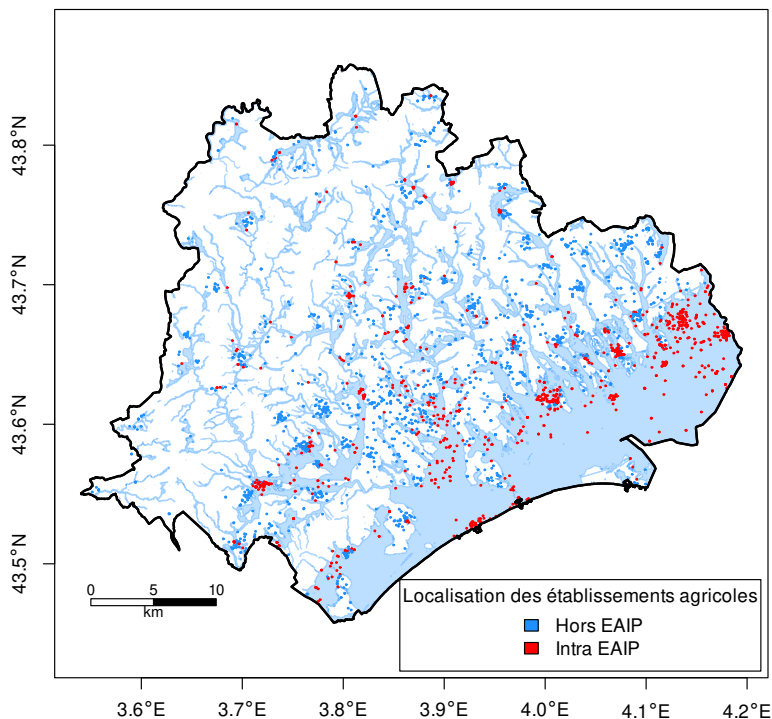 43.8°N
43.7°N
43.6°N
43.5°N
0 5 10
km
Localisation des établissements agricoles
Hors EAIP
Intra EAIP
3.6°E 3.7°E 3.8°E 3.9°E 4.0°E 4.1°E 4.2°E